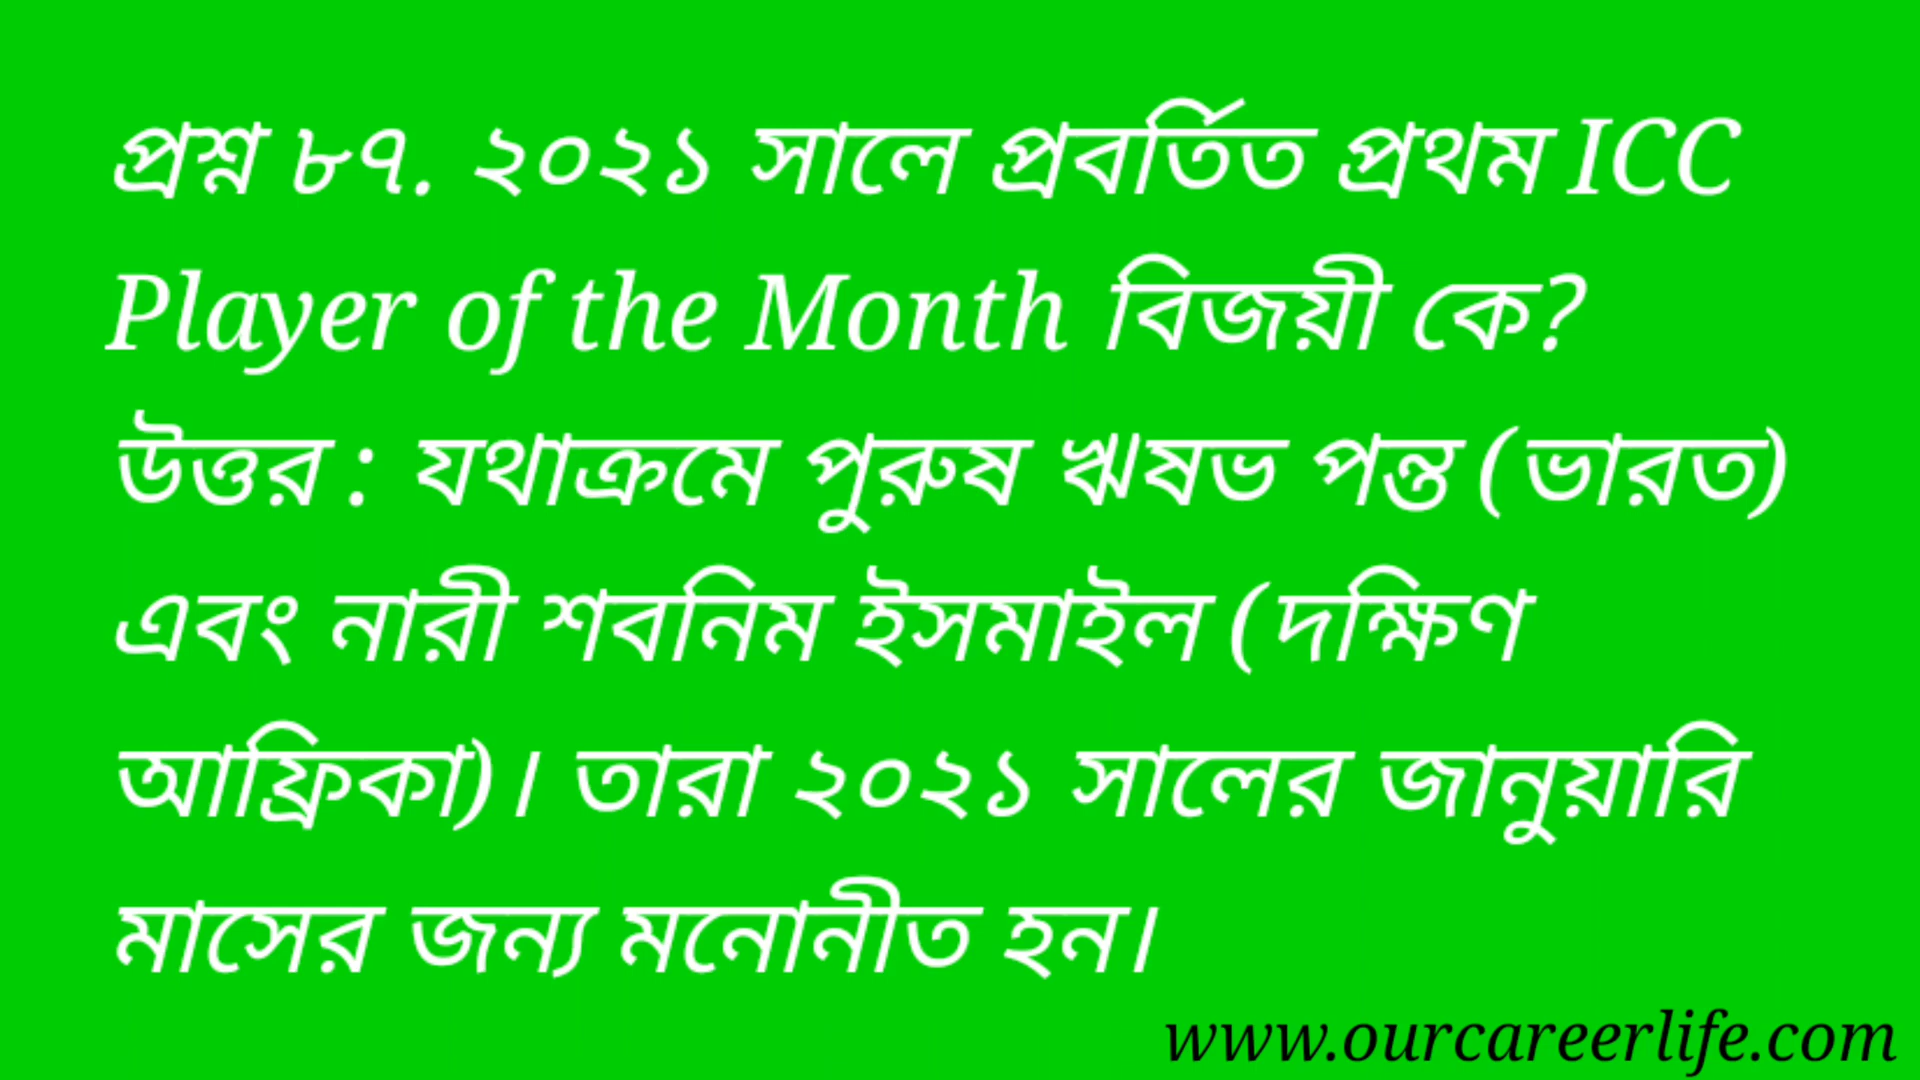 প্রশ্ন ৮৭. ২০২১ সালে প্রবর্তিত প্রথম ICC
Player of the Month বিজয়ী কে?
উত্তর : যথাক্রমে পুরুষ ঋষভ পন্ত (ভারত)
এবং নারী শবনিম ইসমাইল (দক্ষিণ
আফ্রিকা)। তারা ২০২১ সালের জানুয়ারি
মাসের জন্য মনোনীত হন।
www.ourcareerlife.com